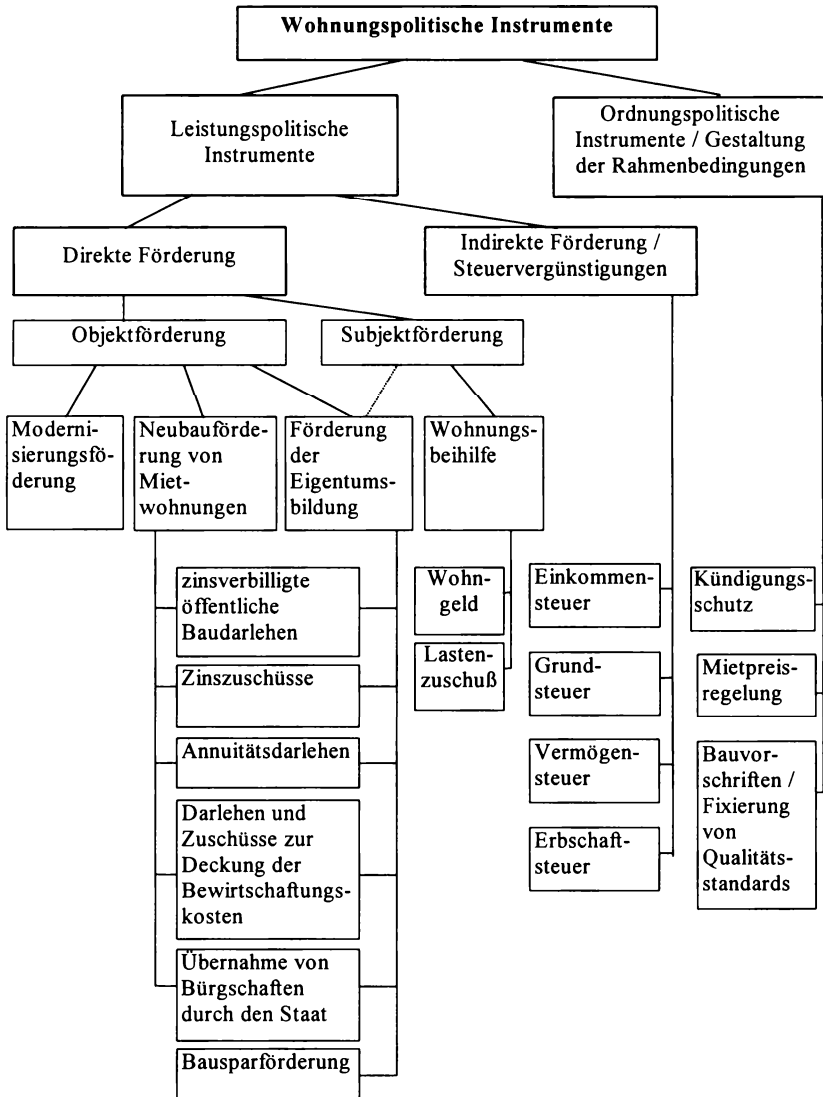 Wohnungspolitische Instrumente
Leistungspolitische
Instrumente
Ordnungspolitische
Instrumente / Gestaltung
der Rahmenbedingungen
Direkte Förderung
Indirekte Förderung /
Steuervergünstigungen
Objektförderung
Subjektförderung
Moderni-
sierungsfö-
derung
Neubauförde-
rung von
Miet-
wohnungen
Förderung
der
Eigentums-
bildung
Wohnungs-
beihilfe
zinsverbilligte
öffentliche
Baudarlehen
Zinszuschüsse
Annuitätsdarlehen
Darlehen und
Zuschüsse zur
Deckung der
Bewirtschaftungs-
kosten
Übernahme von
Bürgschaften
durch den Staat
Bausparförderung
Wohn-
geld
Lasten-
zuschuß
Einkommen-
steuer
Grund-
steuer
Vermögen-
steuer
Erbschaft-
steuer
Kündigungs-
schutz
Mietpreis-
regelung
Bauvor-
schriften /
Fixierung
von
Qualitäts-
standards